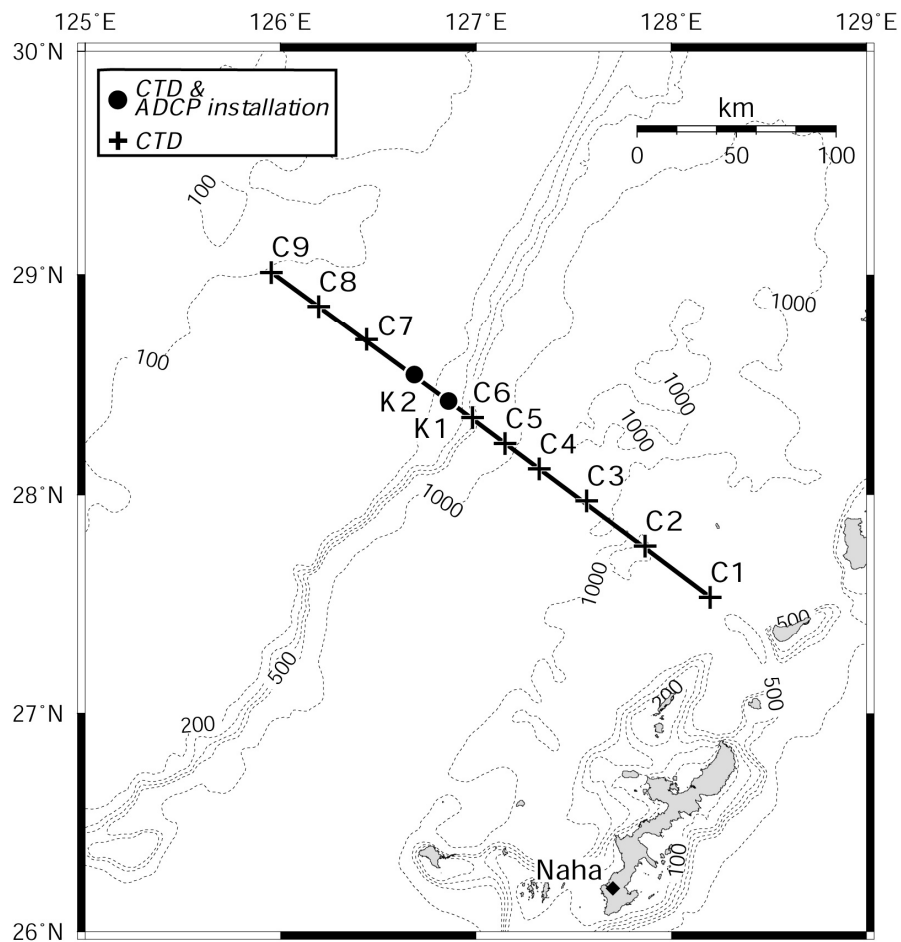 125˚E 126˚E 127˚E 128˚E 129˚E
30˚N
CTD &
ADCP installation
CTD
km
0 50 100
100
C9
29˚N
C8
1000
C7
100
K2
C6
1000
K1
C5
1000
C4
C3
28˚N
1000
C2
C1
1000
500
500
200
500
27˚N
200
Naha
100
26˚N